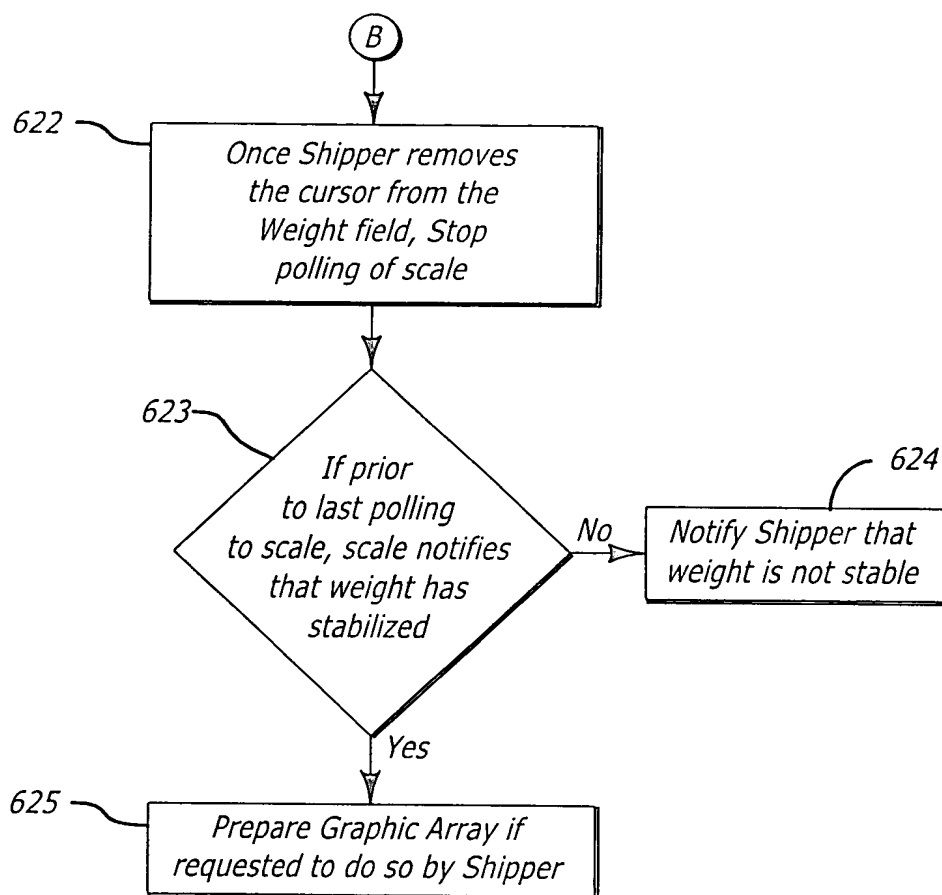 B
622
Once Shipper removes
the cursor from the
Weight field, Stop
polling of scale
623
If prior
to last polling
to scale, scale notifies
that weight has
stabilized
No
624
Notify Shipper that
weight is not stable
Yes
625
Prepare Graphic Array if
requested to do so by Shipper